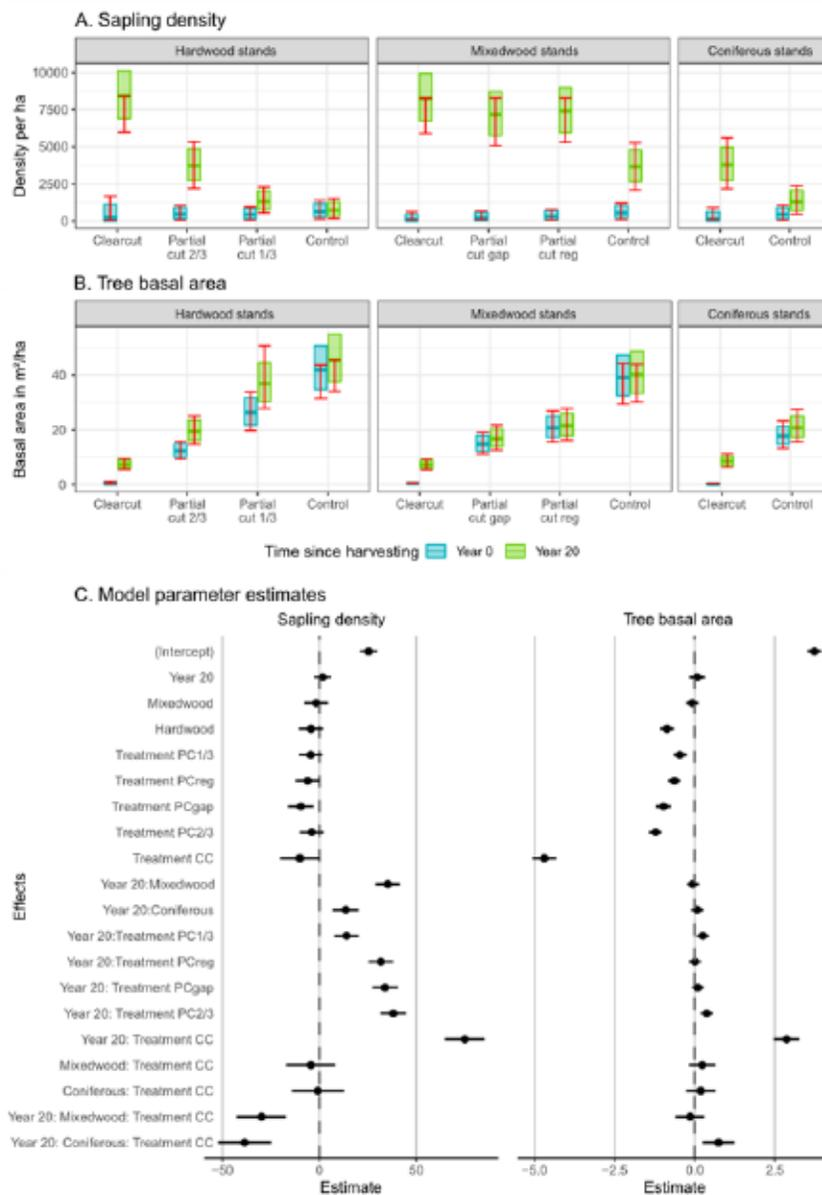 A. Sapling density
Hardwood stands
Mixedwood stands
Coniferous stands
Density per ha
10000
7500
5000
2500
0
Clearcut
Partial cut 2/3
Partial cut 1/3
Control
Clearcut
Partial cut gap
Partial cut reg
Control
Clearcut
Control
B. Tree basal area
Hardwood stands
Mixedwood stands
Coniferous stands
Basal area in m²/ha
40
20
0
Clearcut
Partial cut 2/3
Partial cut 1/3
Control
Clearcut
Partial cut gap
Partial cut reg
Control
Clearcut
Control
Time since harvesting Year 0 Year 20
C. Model parameter estimates
Sapling density
Tree basal area
Effects
(Intercept)
Year 20
Mixedwood
Hardwood
Treatment PC1/3
Treatment PCreg
Treatment PCgap
Treatment PC2/3
Treatment CC
Year 20:Mixedwood
Year 20:Coniferous
Year 20:Treatment PC1/3
Year 20:Treatment PCreg
Year 20: Treatment PCgap
Year 20: Treatment PC2/3
Year 20: Treatment CC
Mixedwood: Treatment CC
Coniferous: Treatment CC
Year 20: Mixedwood: Treatment CC
Year 20: Coniferous: Treatment CC
−50 0 50
Estimate
−5.0 −2.5 0.0 2.5
Estimate